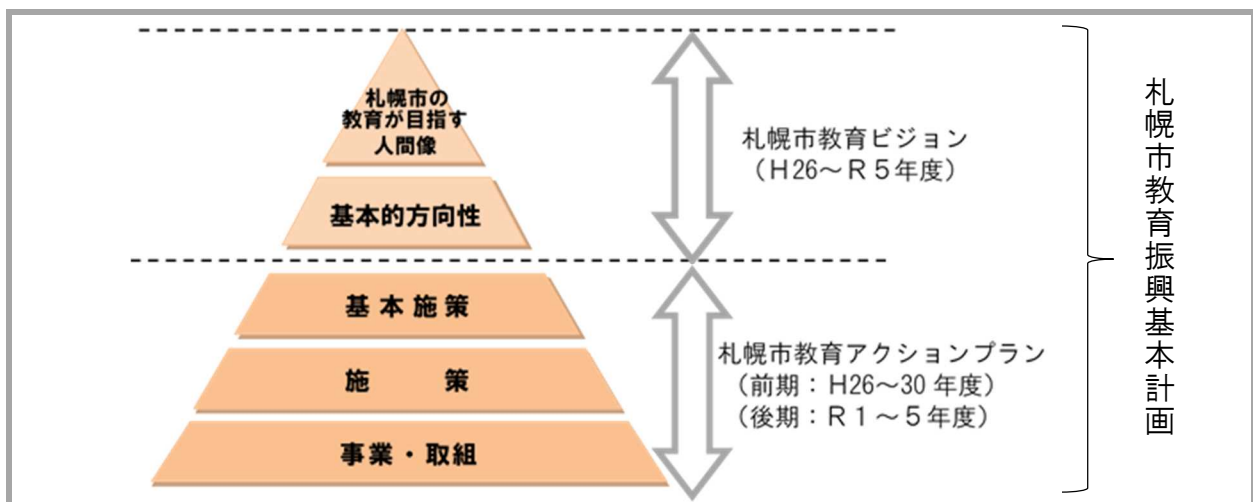 札幌市の
教育が目指す
人間像
基本的方向性
基本施策
施　　策
事業・取組
札幌市教育ビジョン
（H26～R５年度）
札幌市教育アクションプラン
（前期：H26～30 年度）
（後期：R１～５年度）
札幌市教育振興基本計画